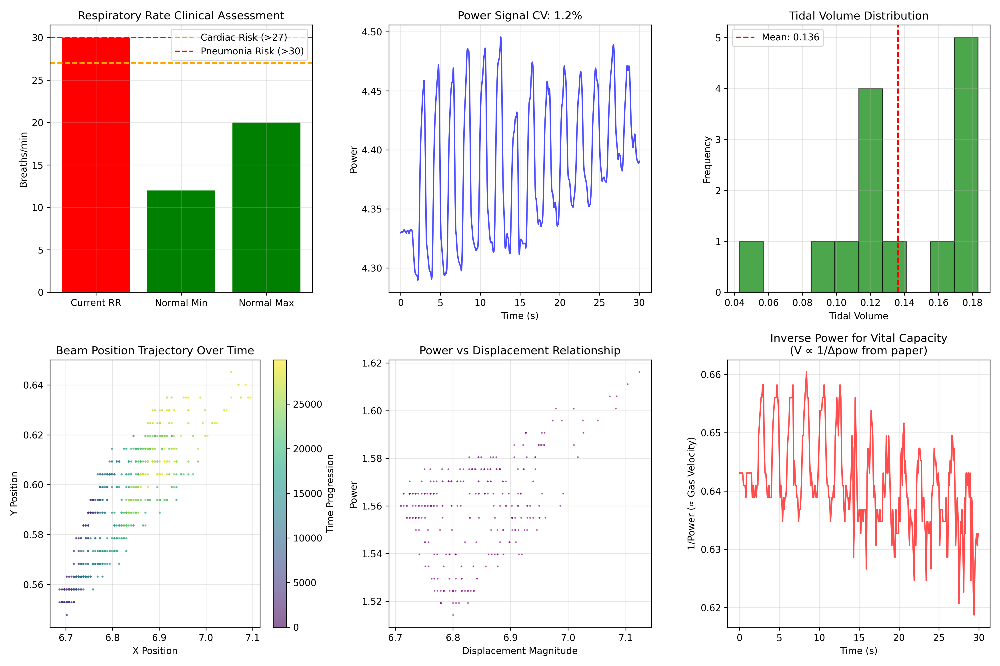 Respiratory Rate Clinical Assessment
Breaths/min
30
25
20
15
10
5
0
Cardiac Risk (>27)
Pneumonia Risk (>30)
Current RR
Normal Min
Normal Max
Power Signal CV: 1.2%
Power
4.50
4.45
4.40
4.35
4.30
0 5 10 15 20 25 30
Time (s)
Tidal Volume Distribution
Frequency
5
4
3
2
1
0
Mean: 0.136
0.04 0.06 0.08 0.10 0.12 0.14 0.16 0.18
Tidal Volume
Beam Position Trajectory Over Time
Y Position
0.64
0.62
0.60
0.58
0.56
6.7 6.8 6.9 7.0 7.1
X Position
25000
20000
15000
10000
5000
0
Time Progression
Power vs Displacement Relationship
Power
1.62
1.60
1.58
1.56
1.54
1.52
6.7 6.8 6.9 7.0 7.1
Displacement Magnitude
Inverse Power for Vital Capacity
(V ∝ 1/Δpow from paper)
1/Power (∝ Gas Velocity)
0.66
0.65
0.64
0.63
0.62
0 5 10 15 20 25 30
Time (s)